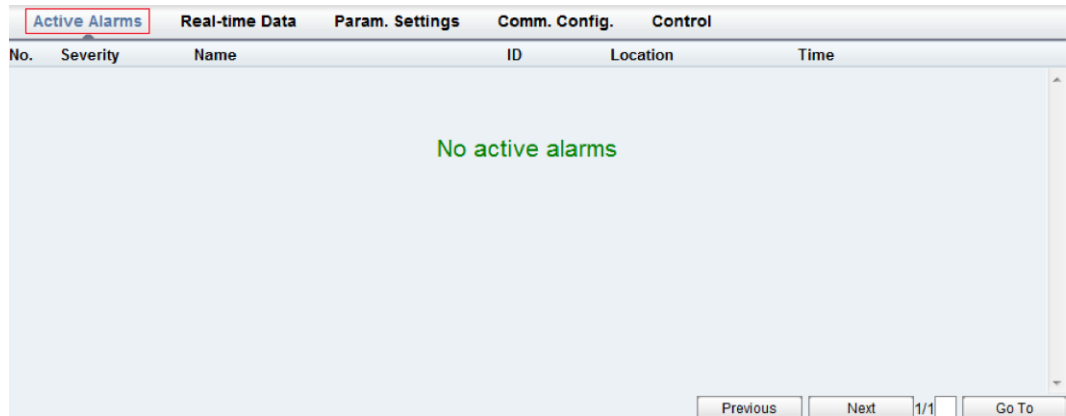 Active Alarms Real-time Data Param. Settings Comm. Config. Control
No. Severity Name ID Location Time
No active alarms
Previous Next 1/1 Go To